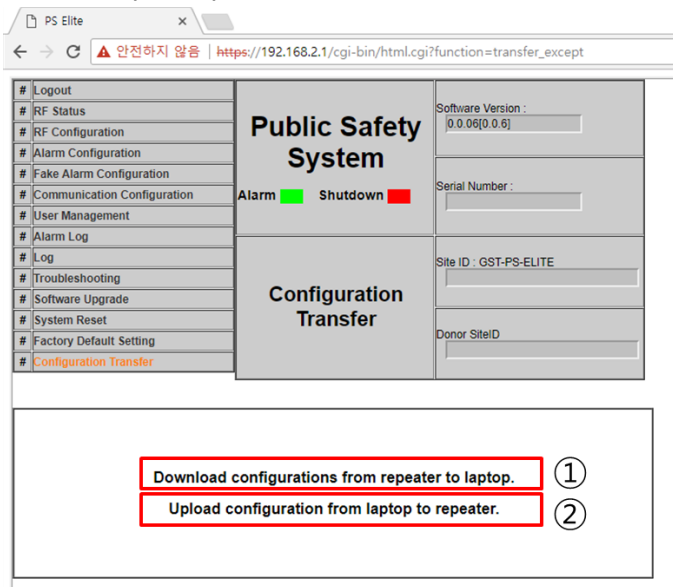 PS Elite
안전하지 않음 | https://192.168.2.1/cgi-bin/html.cgi?function=transfer_except
# Logout
# RF Status
# RF Configuration
# Alarm Configuration
# Fake Alarm Configuration
# Communication Configuration
# User Management
# Alarm Log
# Log
# Troubleshooting
# Software Upgrade
# System Reset
# Factory Default Setting
# Configuration Transfer
Public Safety
System
Alarm Shutdown
Configuration
Transfer
Software Version :
0.0.06[0.0.6]
Serial Number :
Site ID : GST-PS-ELITE
Donor SiteID
Download configurations from repeater to laptop. ①
Upload configuration from laptop to repeater. ②